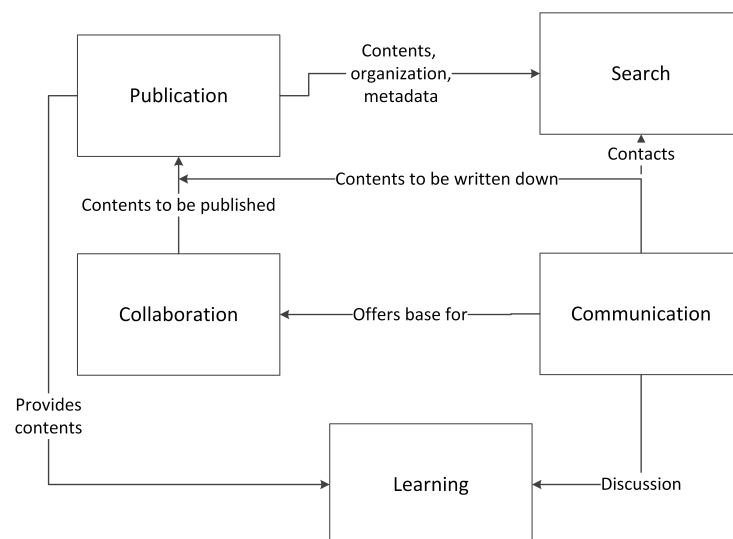 Contents,
organization,
metadata
Publication
Search
Contacts
Contents to be written down
Contents to be published
Collaboration
Offers base for
Communication
Provides
contents
Learning
Discussion